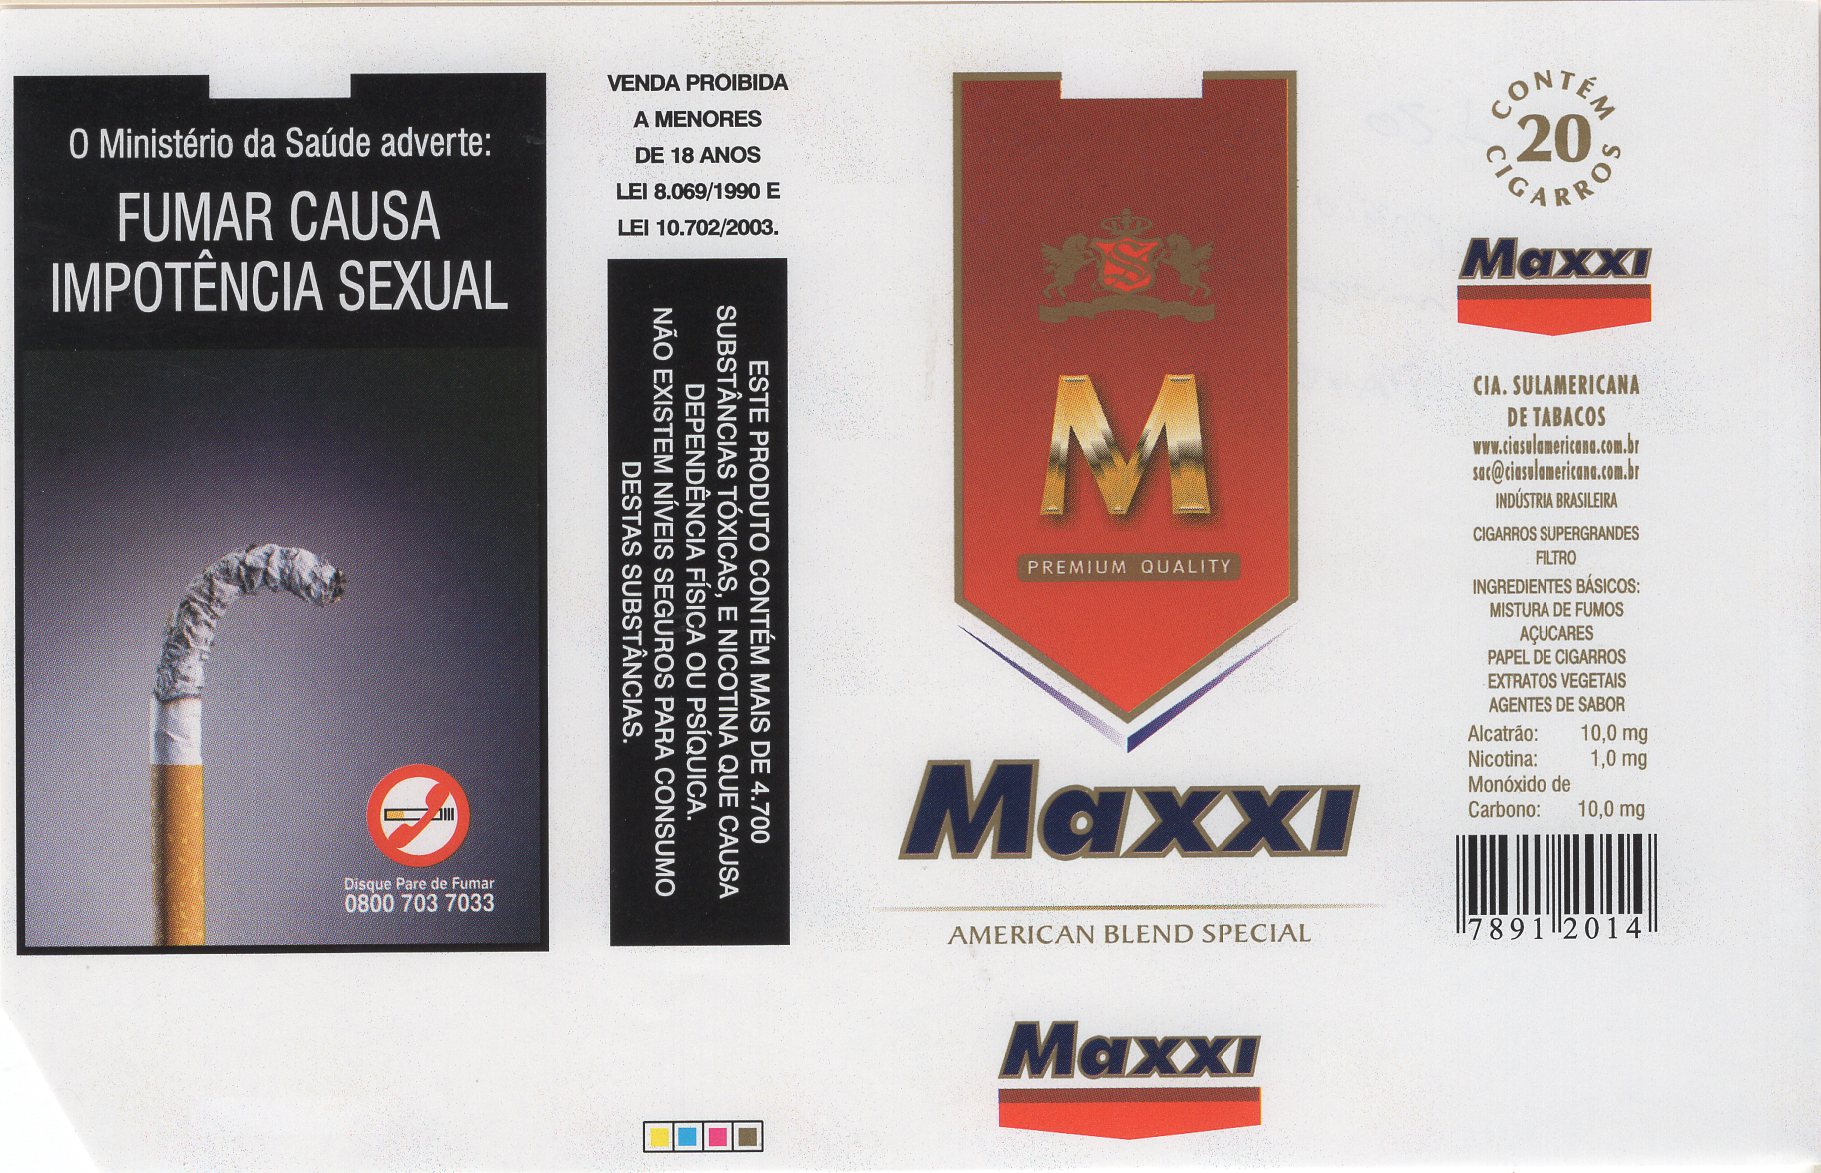 O Ministério da Saúde adverte:
FUMAR CAUSA
IMPOTÊNCIA SEXUAL
Disque Pare de Fumar
0800 703 7033
VENDA PROIBIDA
A MENORES
DE 18 ANOS
LEI 8.069/1990 E
LEI 10.702/2003.
ESTE PRODUTO CONTÉM MAIS DE 4.700
SUBSTÂNCIAS TÓXICAS, E NICOTINA QUE CAUSA
DEPENDÊNCIA FÍSICA OU PSÍQUICA.
NÃO EXISTEM NÍVEIS SEGUROS PARA CONSUMO
DESTAS SUBSTÂNCIAS.
S
M
PREMIUM QUALITY
Maxxi
AMERICAN BLEND SPECIAL
Maxxi
CONTÉM
20
CIGARROS
Maxxi
CIA. SULAMERICANA
DE TABACOS
www.ciasulamericana.com.br
sac@ciasulamericana.com.br
INDÚSTRIA BRASILEIRA
CIGARROS SUPERGRANDES
FILTRO
INGREDIENTES BÁSICOS:
MISTURA DE FUMOS
AÇUCARES
PAPEL DE CIGARROS
EXTRATOS VEGETAIS
AGENTES DE SABOR
Alcatrão: 10,0 mg
Nicotina: 1,0 mg
Monóxido de
Carbono: 10,0 mg
7891 2014